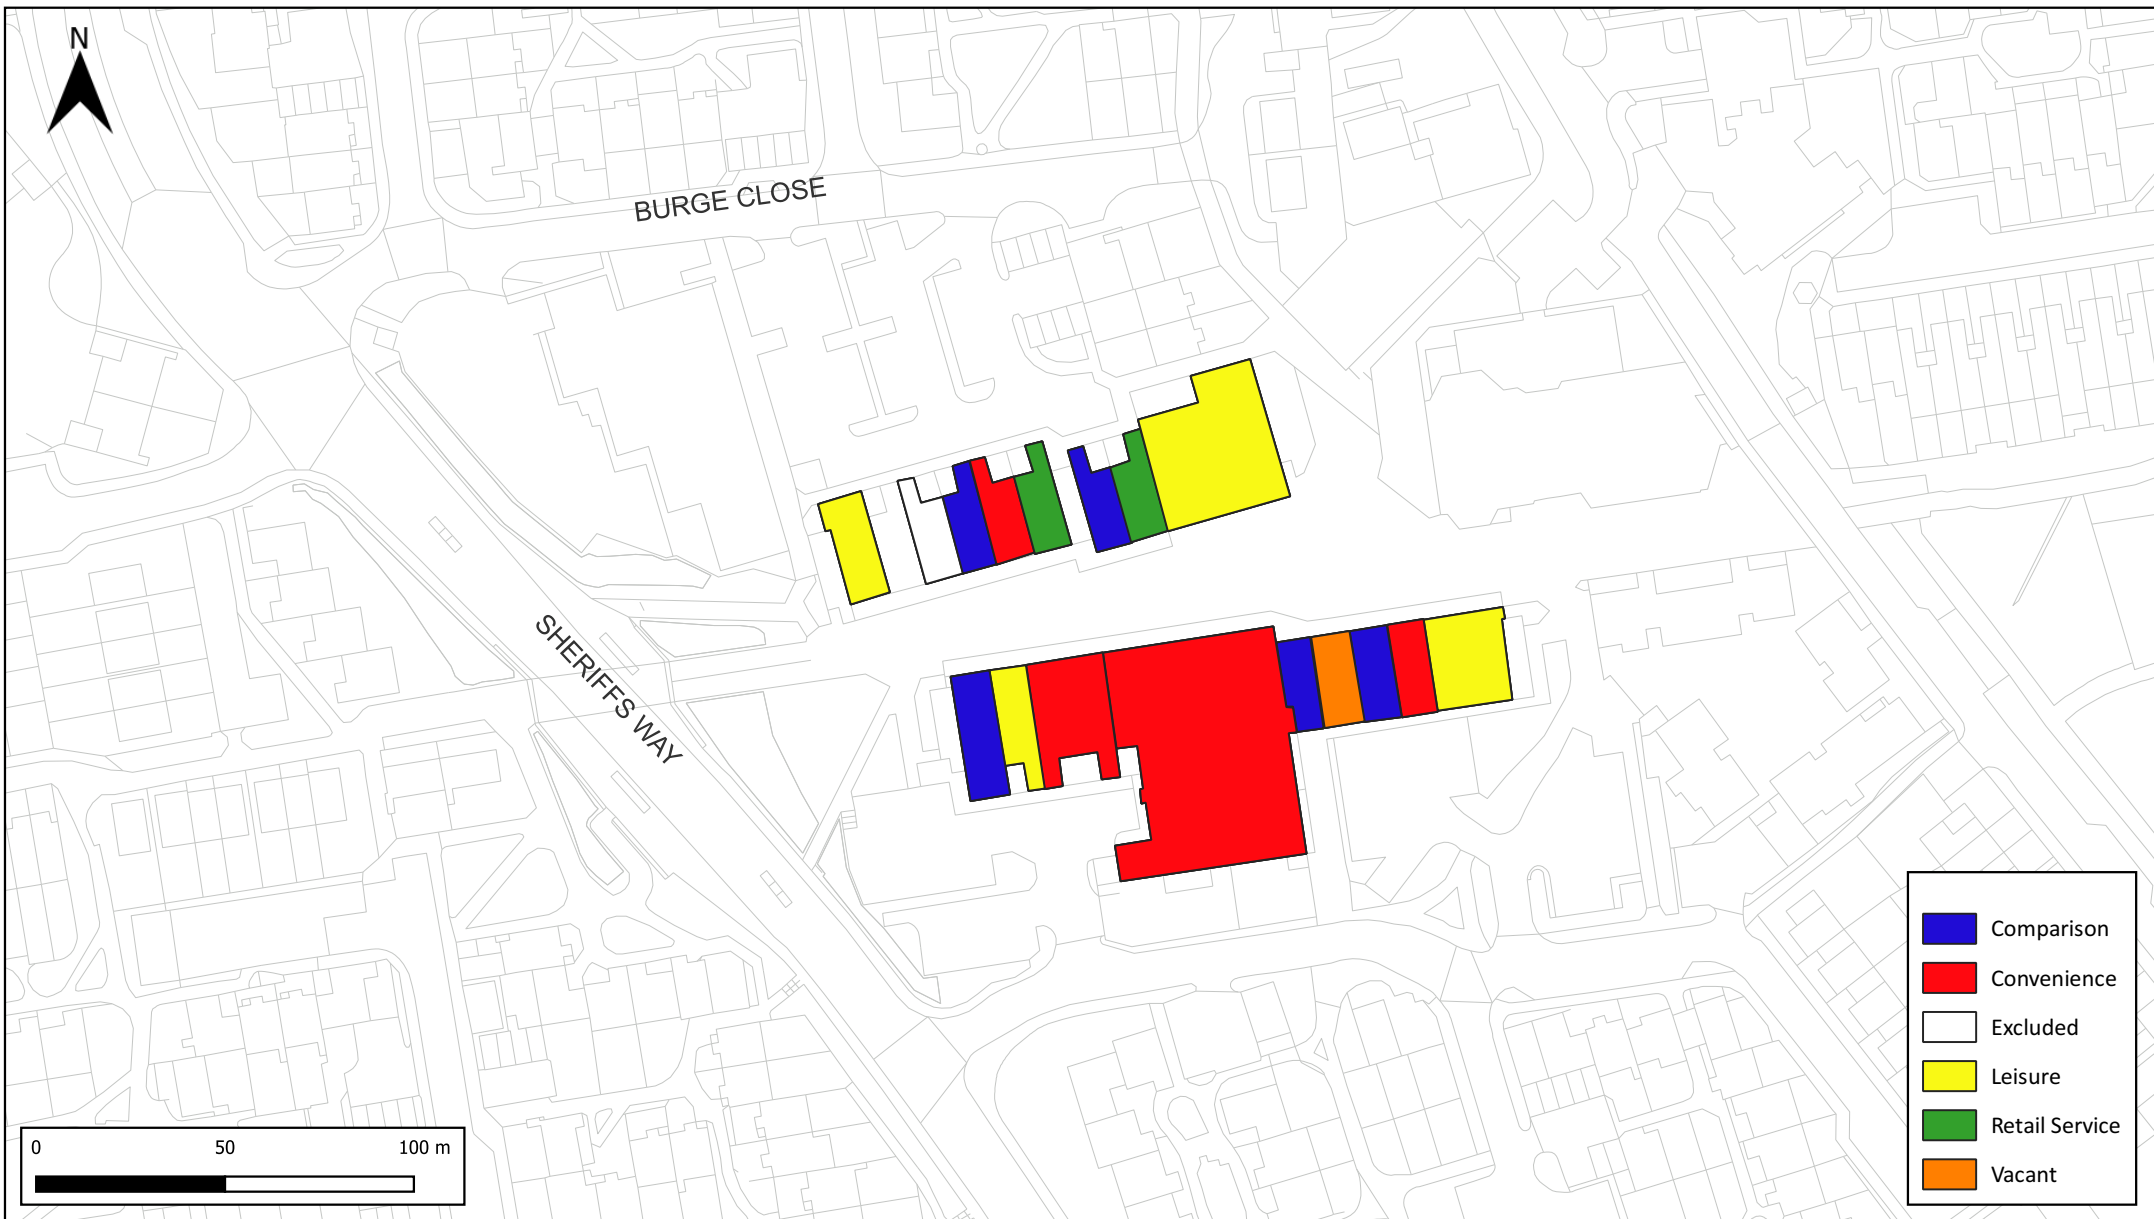 N
BURGE CLOSE
SHERIFFS WAY
Comparison
Convenience
Excluded
Leisure
Retail Service
Vacant
0 50 100 m